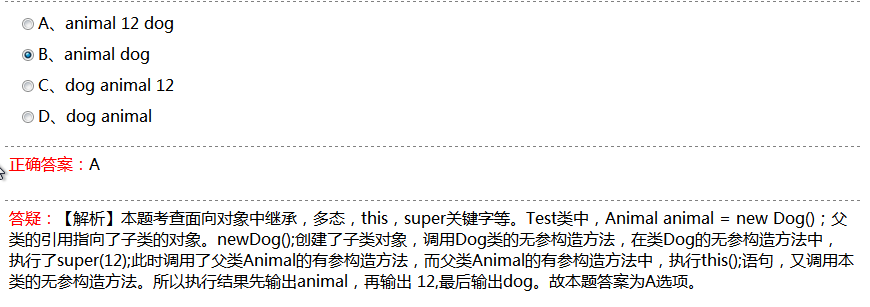 A、animal 12 dog
B、animal dog
C、dog animal 12
D、dog animal
正确答案：A
答疑：【解析】本题考查面向对象中继承，多态，this，super关键字等。Test类中，Animal animal = new Dog()；父
类的引用指向了子类的对象。newDog();创建了子类对象，调用Dog类的无参构造方法，在类Dog的无参构造方法中，
执行了super(12);此时调用了父类Animal的有参构造方法，而父类Animal的有参构造方法中，执行this();语句，又调用本
类的无参构造方法。所以执行结果先输出animal，再输出 12,最后输出dog。故本题答案为A选项。